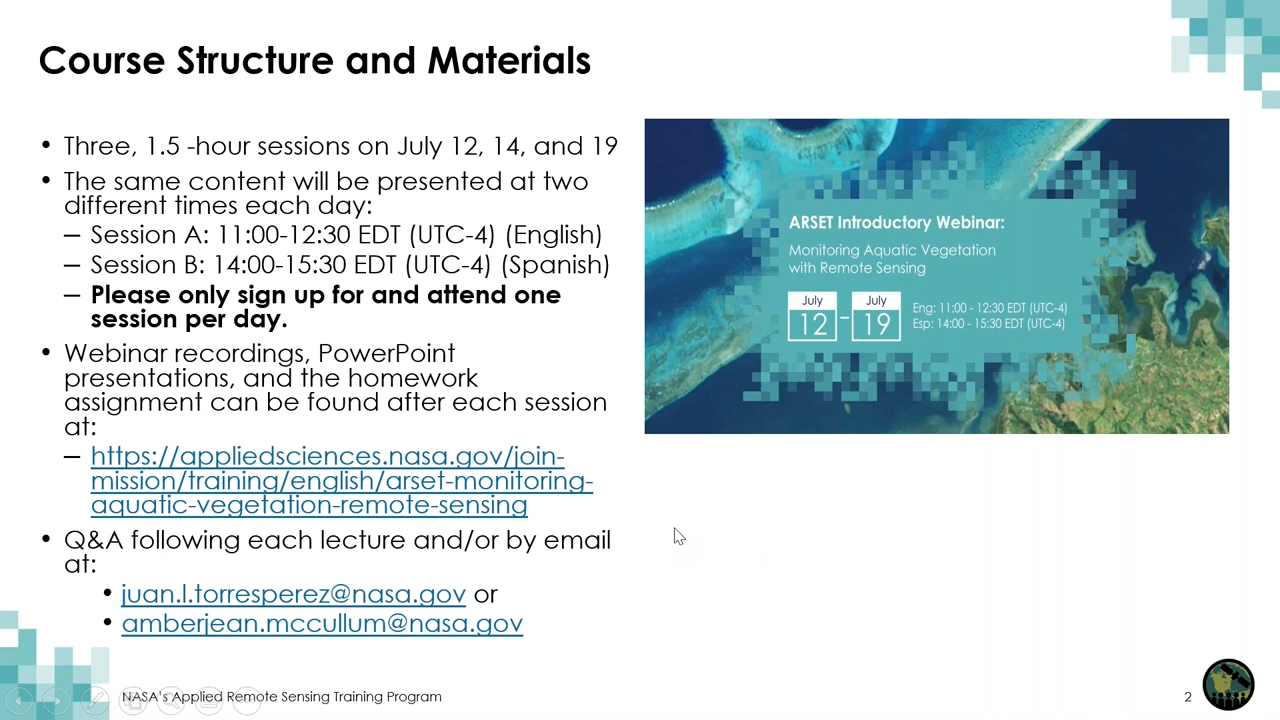 Course Structure and Materials
• Three, 1.5 -hour sessions on July 12, 14, and 19
• The same content will be presented at two
different times each day:
– Session A: 11:00-12:30 EDT (UTC-4) (English)
– Session B: 14:00-15:30 EDT (UTC-4) (Spanish)
– Please only sign up for and attend one
session per day.
• Webinar recordings, PowerPoint
presentations, and the homework
assignment can be found after each session
at:
– https://appliedsciences.nasa.gov/join-
mission/training/english/arset-monitoring-
aquatic-vegetation-remote-sensing
• Q&A following each lecture and/or by email
at:
• juan.l.torresperez@nasa.gov or
• amberjean.mccullum@nasa.gov
ARSET Introductory Webinar:
Monitoring Aquatic Vegetation
with Remote Sensing
July
12
–
July
19
Eng: 11:00 - 12:30 EDT (UTC-4)
Esp: 14:00 - 15:30 EDT (UTC-4)
NASA's Applied Remote Sensing Training Program
2